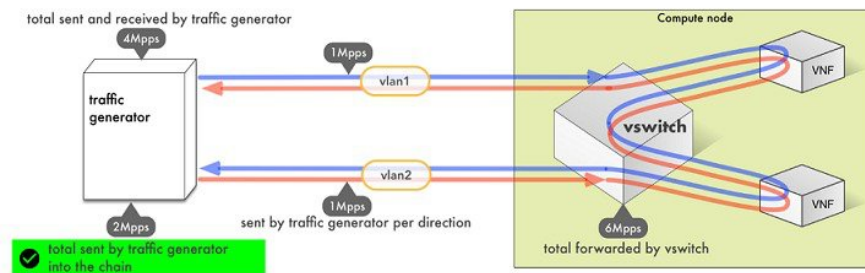 total sent and received by traffic generator
Compute node
4Mpps
1Mpps
VNF
vlan1
traffic
generator
vswitch
vlan2
1Mpps
VNF
2Mpps
sent by traffic generator per direction
6Mpps
total sent by traffic generator
into the chain
total forwarded by vswitch